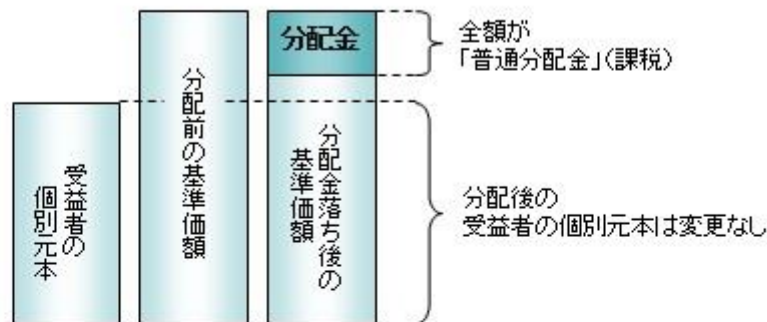 受益者の
個別元本
分配前の基準価額
分配金
分配金落ち後の
基準価額
全額が
「普通分配金」(課税)
分配後の
受益者の個別元本は変更なし